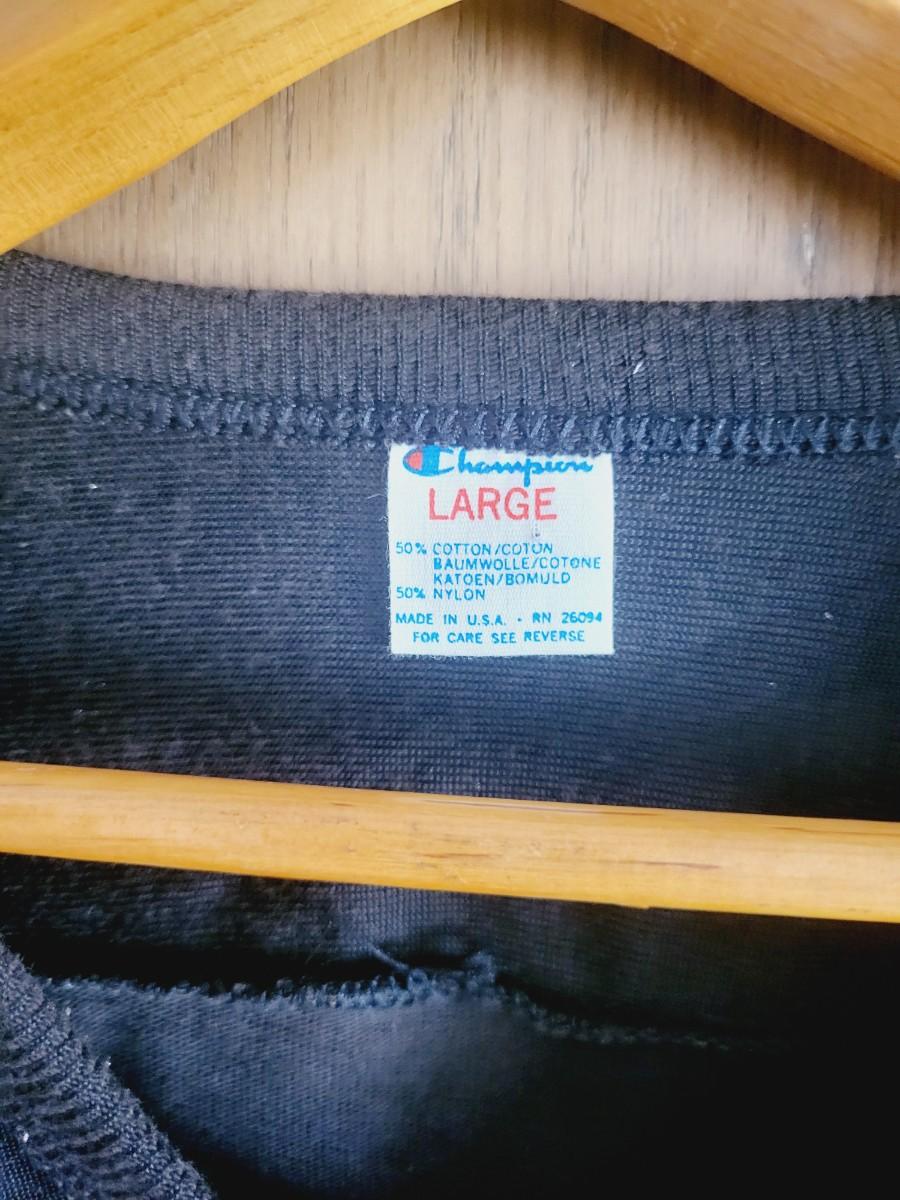 Champion
LARGE
50% COTTON/COTON
BAUMWOLLE/COTONE
KATOEN/BOMULD
50% NYLON
MADE IN U.S.A. · RN 26094
FOR CARE SEE REVERSE